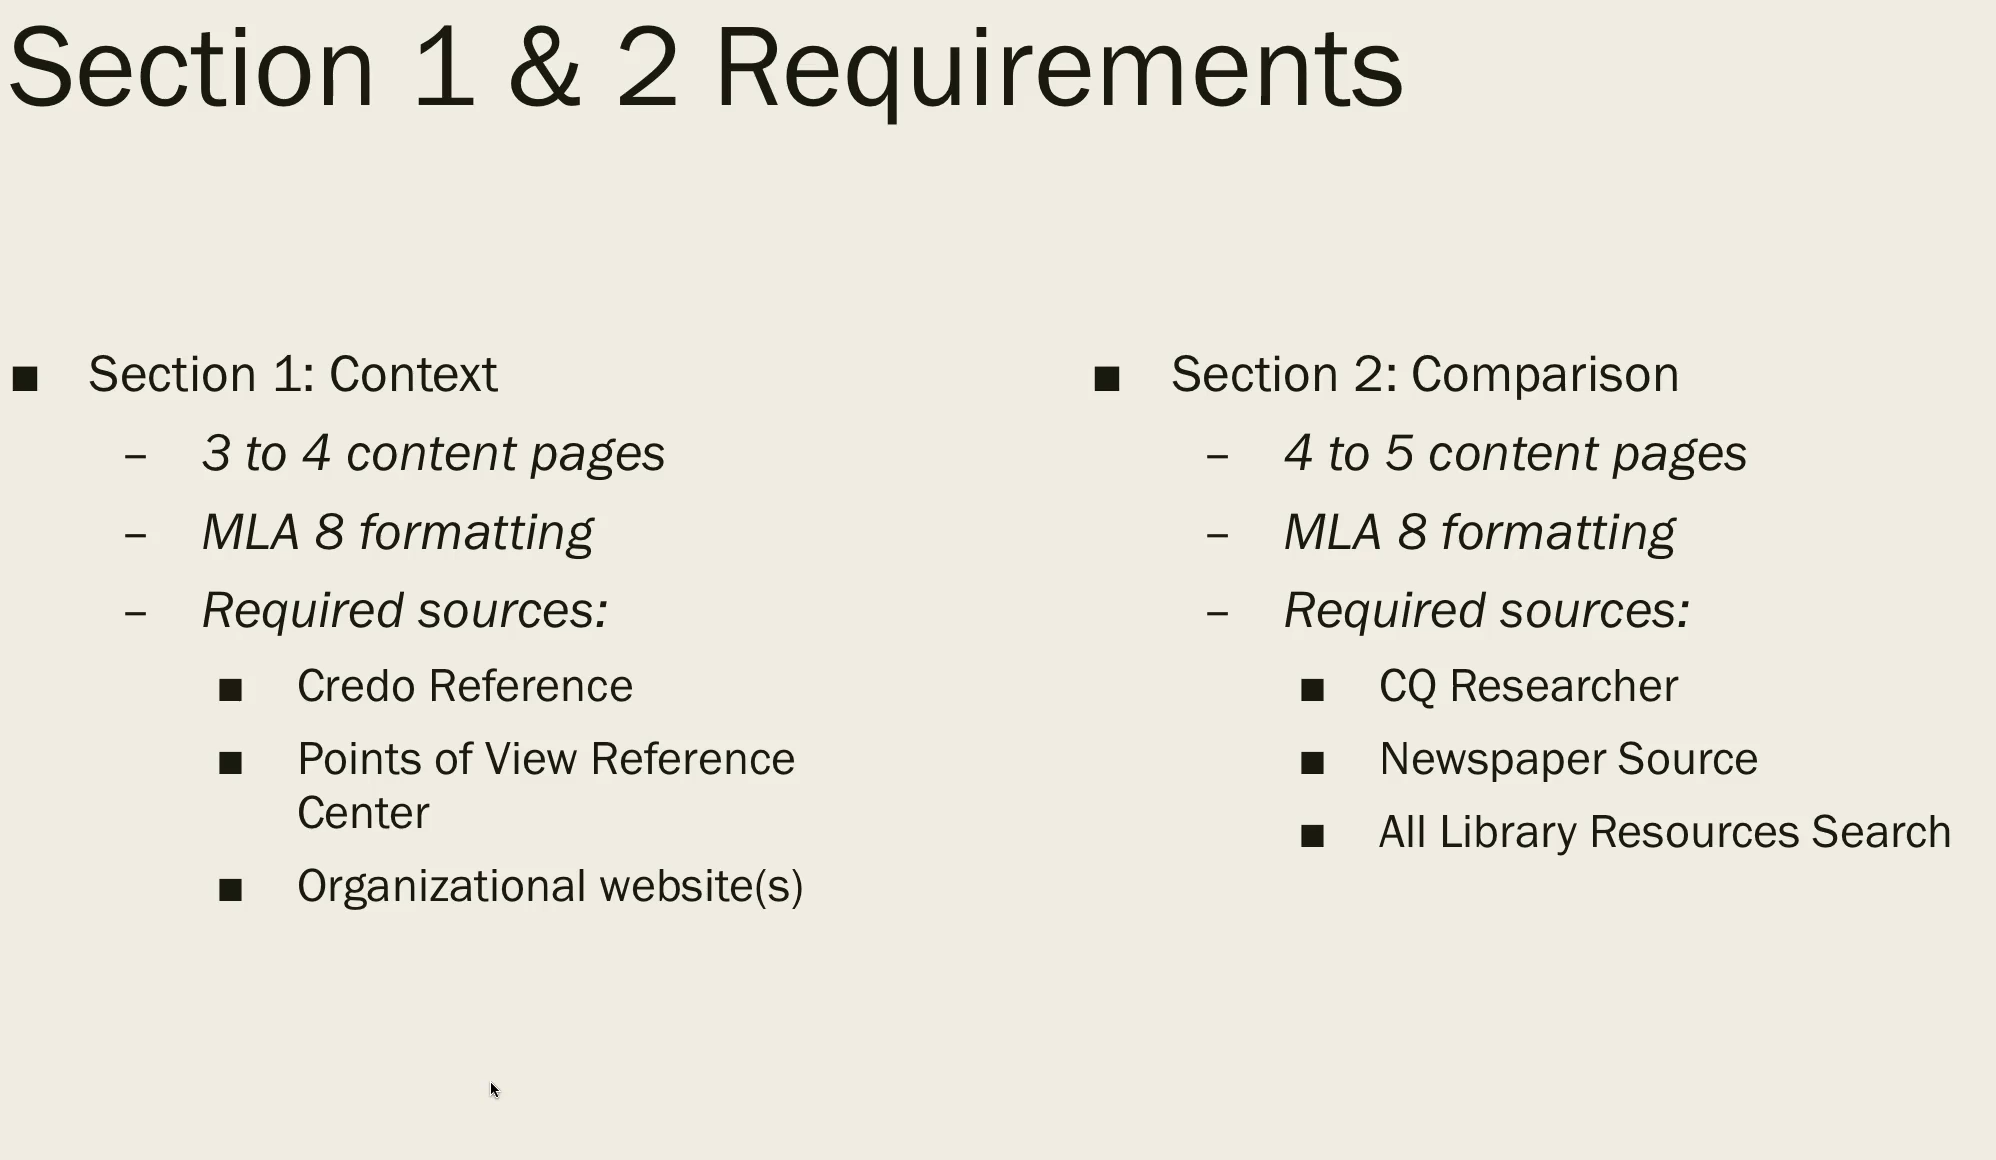 Section 1 & 2 Requirements
■ Section 1: Context
– 3 to 4 content pages
– MLA 8 formatting
– Required sources:
■ Credo Reference
■ Points of View Reference
Center
■ Organizational website(s)
■ Section 2: Comparison
– 4 to 5 content pages
– MLA 8 formatting
– Required sources:
■ CQ Researcher
■ Newspaper Source
■ All Library Resources Search